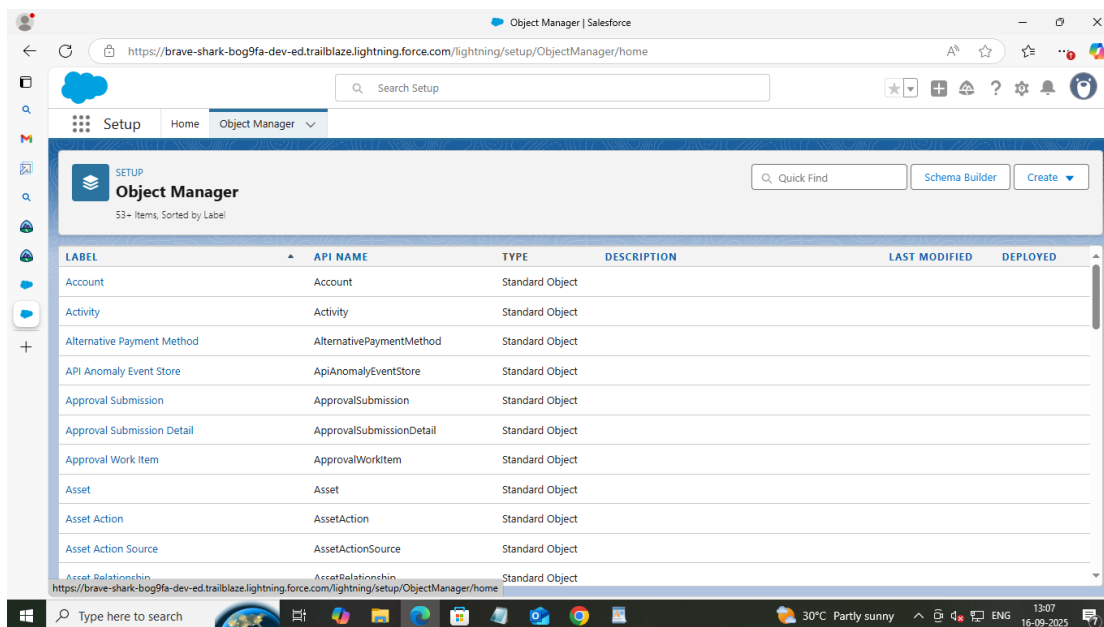 Object Manager | Salesforce
https://brave-shark-bog9fa-dev-ed.trailblaze.lightning.force.com/lightning/setup/ObjectManager/home
Search Setup
Setup Home Object Manager
SETUP
Object Manager
53+ Items, Sorted by Label
Quick Find Schema Builder Create
LABEL API NAME TYPE DESCRIPTION LAST MODIFIED DEPLOYED
Account Account Standard Object
Activity Activity Standard Object
Alternative Payment Method AlternativePaymentMethod Standard Object
API Anomaly Event Store ApiAnomalyEventStore Standard Object
Approval Submission ApprovalSubmission Standard Object
Approval Submission Detail ApprovalSubmissionDetail Standard Object
Approval Work Item ApprovalWorkItem Standard Object
Asset Asset Standard Object
Asset Action AssetAction Standard Object
Asset Action Source AssetActionSource Standard Object
Asset Relationship AssetRelationship Standard Object
https://brave-shark-bog9fa-dev-ed.trailblaze.lightning.force.com/lightning/setup/ObjectManager/home
Type here to search 30°C Partly sunny ENG 13:07
16-09-2025